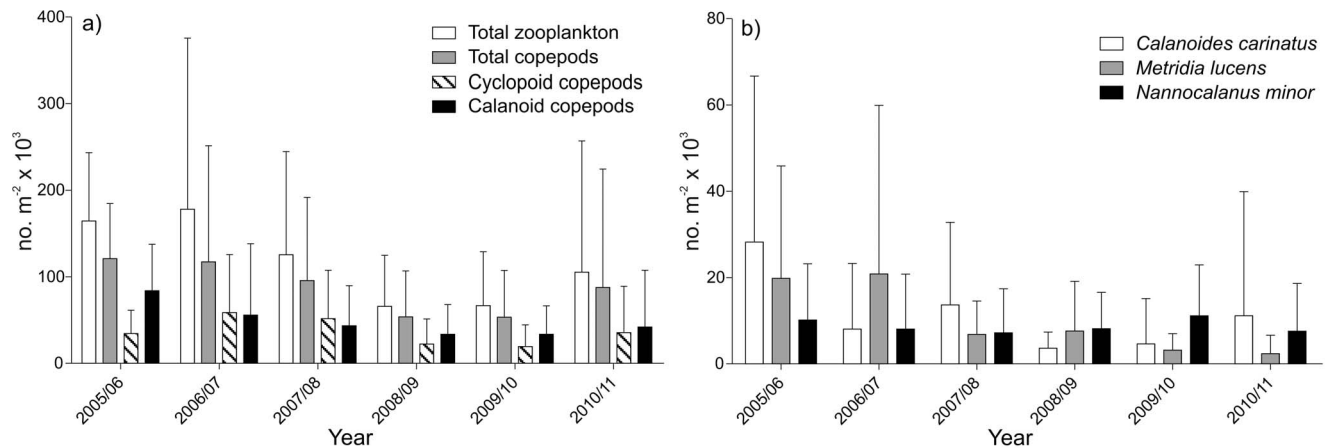 a)
Total zooplankton
Total copepods
Cyclopoid copepods
Calanoid copepods
no. m⁻² x 10³
400
300
200
100
0
2005/06
2006/07
2007/08
2008/09
2009/10
2010/11
Year
b)
Calanoides carinatus
Metridia lucens
Nannocalanus minor
no. m⁻² x 10³
80
60
40
20
0
2005/06
2006/07
2007/08
2008/09
2009/10
2010/11
Year